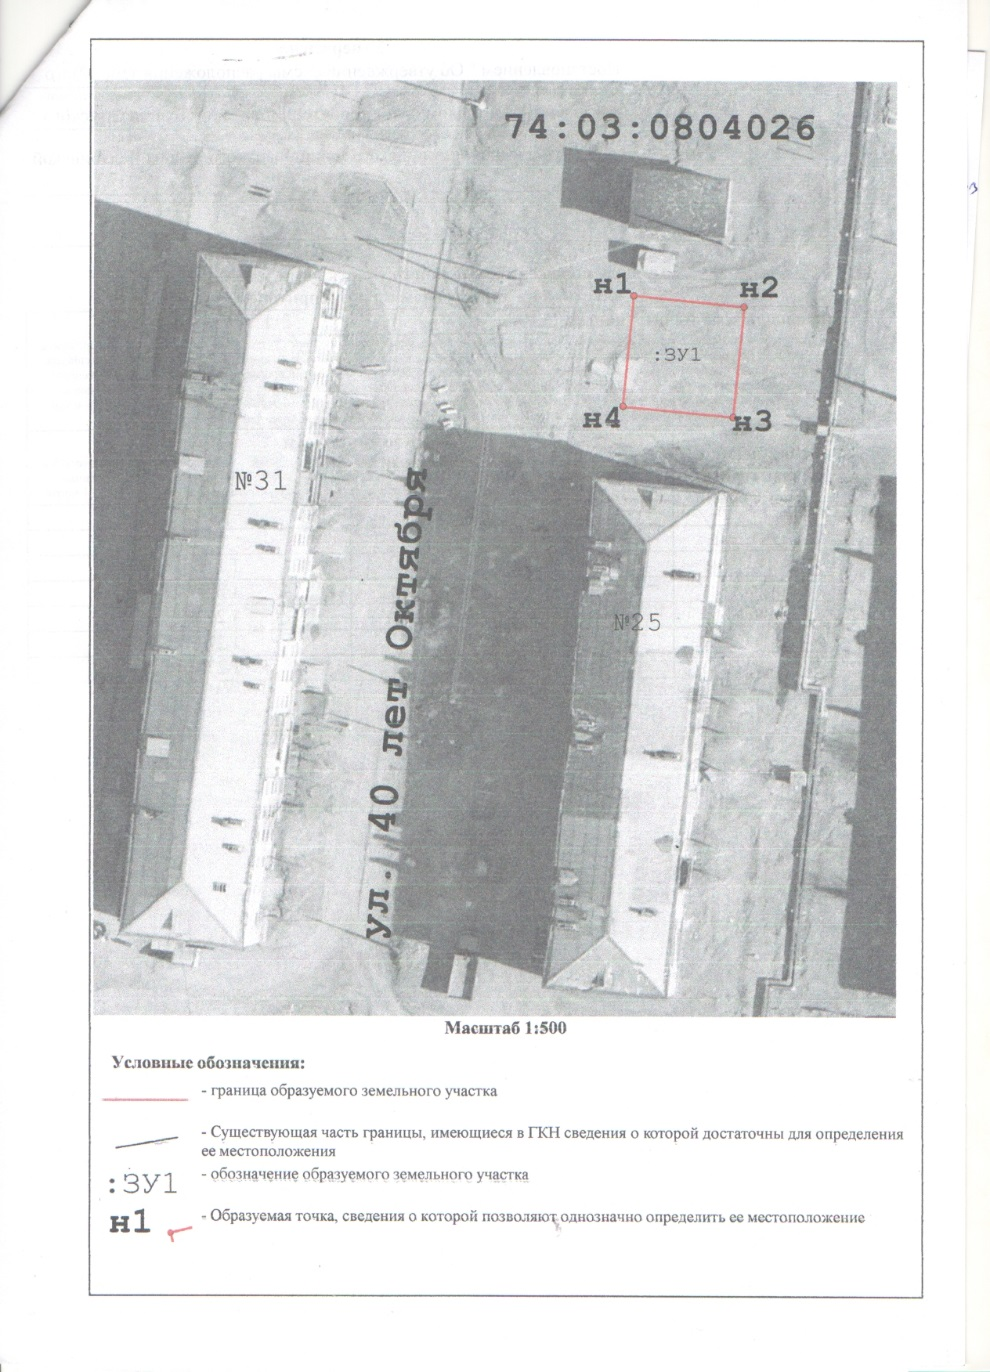 74:03:0804026
н1
н2
:ЗУ1
н4
н3
№31
ул. 40 лет Октября
№25
Масштаб 1:500
Условные обозначения:
- граница образуемого земельного участка
- Существующая часть границы, имеющиеся в ГКН сведения о которой достаточны для определения
ее местоположения
:ЗУ1 - обозначение образуемого земельного участка
н1 - Образуемая точка, сведения о которой позволяют однозначно определить ее местоположение